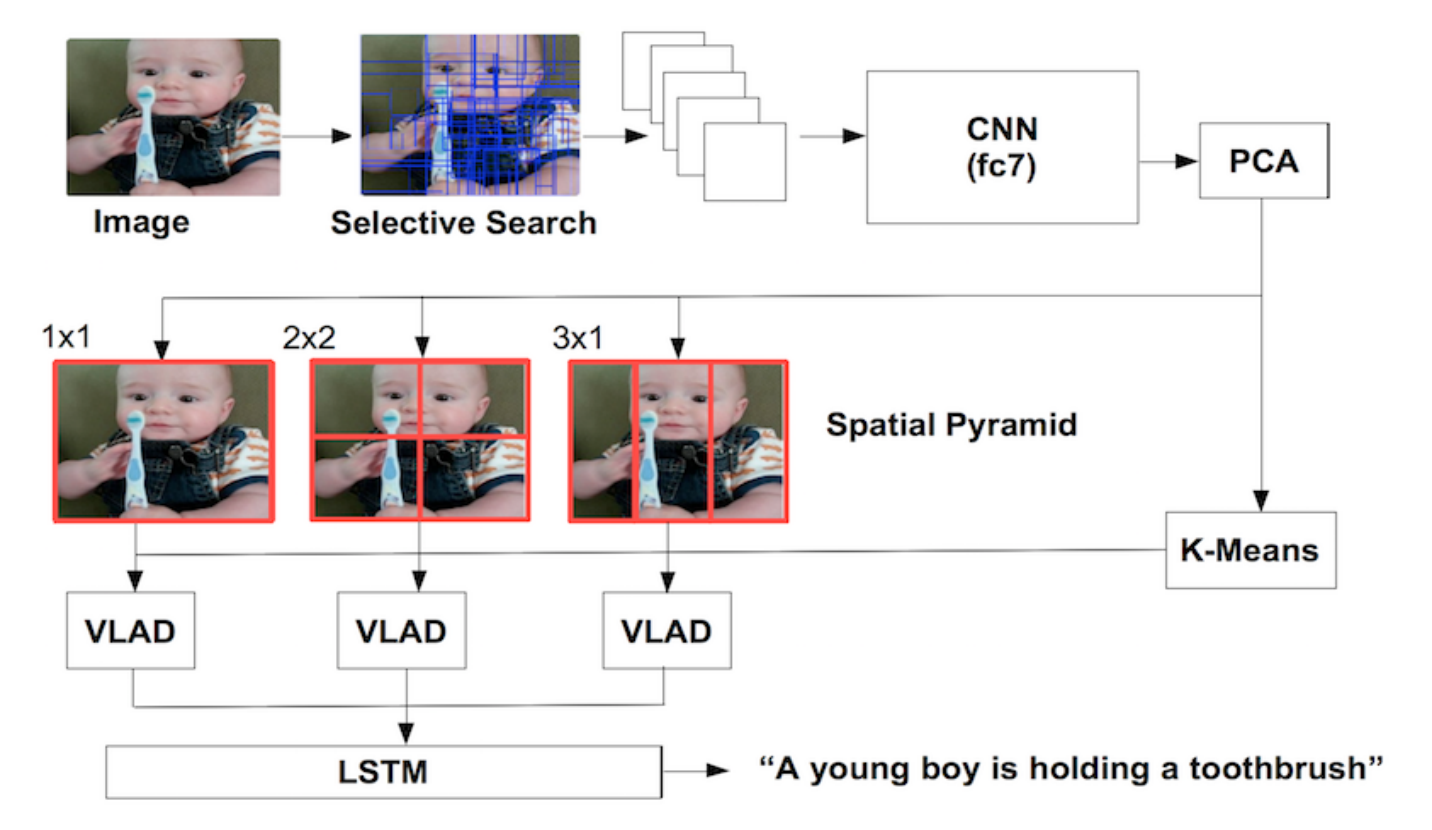 CNN
(fc7)
PCA
Image
Selective Search
1x1
2x2
3x1
Spatial Pyramid
K-Means
VLAD
VLAD
VLAD
LSTM
“A young boy is holding a toothbrush”